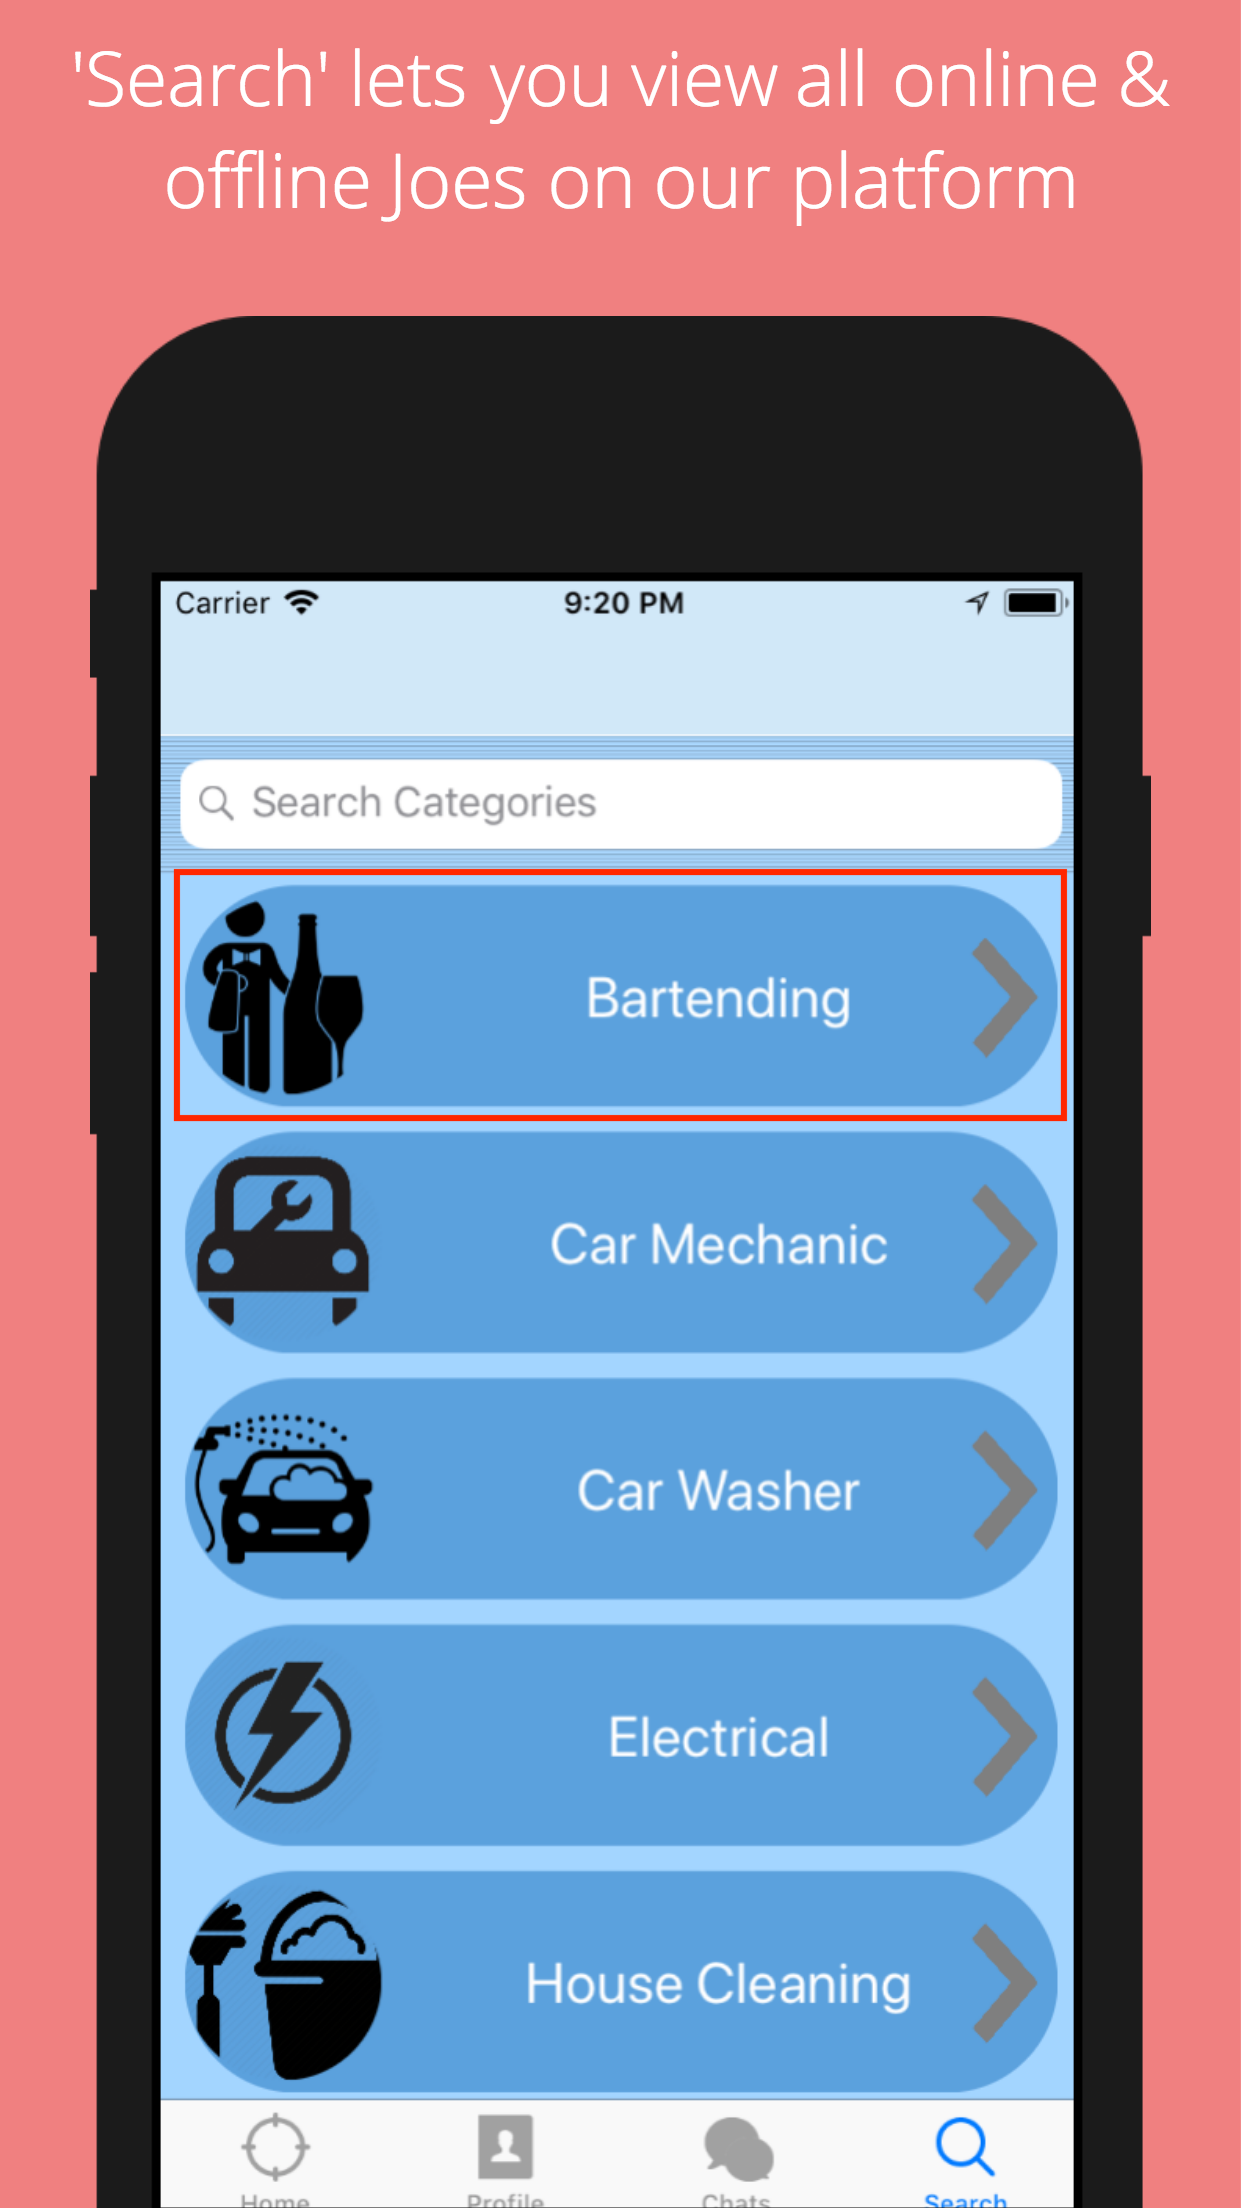 'Search' lets you view all online &
offline Joes on our platform
Carrier 9:20 PM
Search Categories
Bartending
Car Mechanic
Car Washer
Electrical
House Cleaning
Home Profile Chats Search